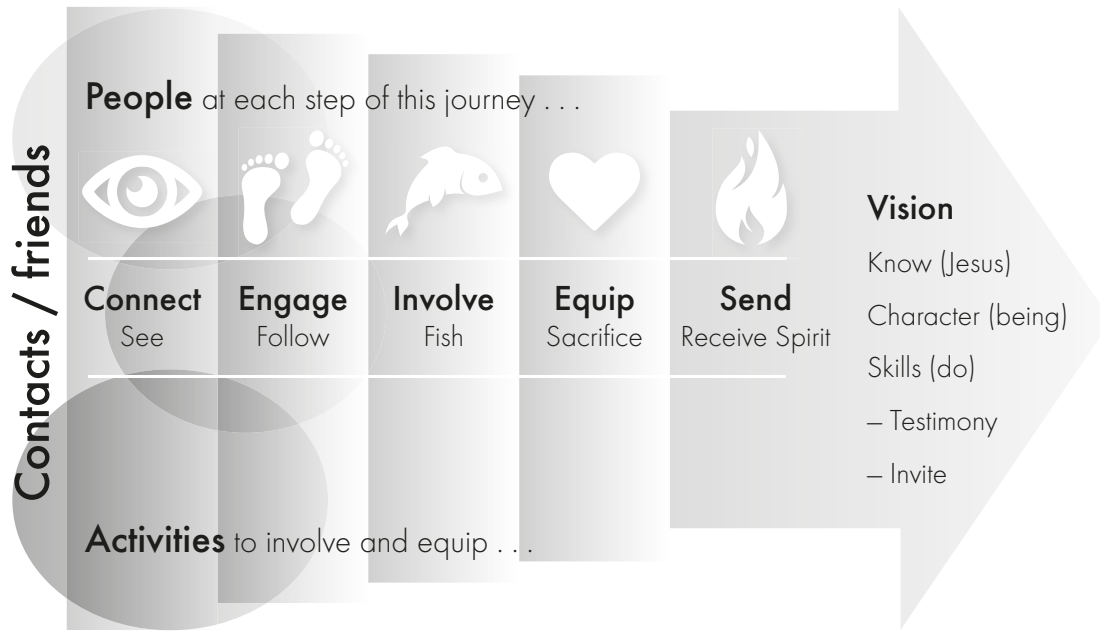 Contacts / friends
People at each step of this journey . . .
Connect
See
Engage
Follow
Involve
Fish
Equip
Sacrifice
Send
Receive Spirit
Activities to involve and equip . . .
Vision
Know (Jesus)
Character (being)
Skills (do)
– Testimony
– Invite